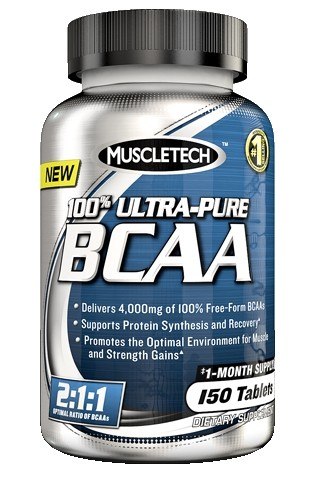 MUSCLETECH™
#1
NEW
100% ULTRA-PURE
BCAA
• Delivers 4,000mg of 100% Free-Form BCAAs
• Supports Protein Synthesis and Recovery*
• Promotes the Optimal Environment for Muscle
and Strength Gains*
2:1:1
OPTIMAL RATIO OF BCAAs
‡1-MONTH SUPPLY
150 Tablets
DIETARY SUPPLEMENT